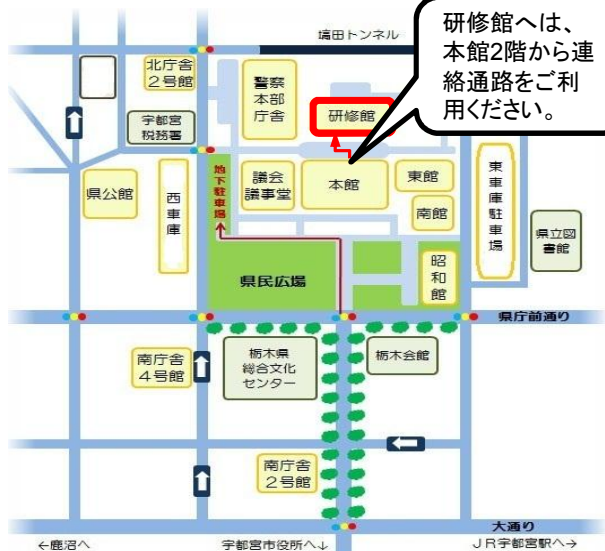 研修館へは、
本館2階から連
絡通路をご利
用ください。
塙田トンネル
北庁舎
2号館
警察
本部
庁舎
研修館
宇都宮
税務署
県公館
西車庫
地下駐車場
議会
議事堂
本館
東館
南館
東車庫駐車場
県立図
書館
県民広場
昭和館
県庁前通り
南庁舎
4号館
栃木県
総合文化
センター
栃木会館
南庁舎
2号館
大通り
←鹿沼へ
宇都宮市役所へ↓
JR宇都宮駅へ→